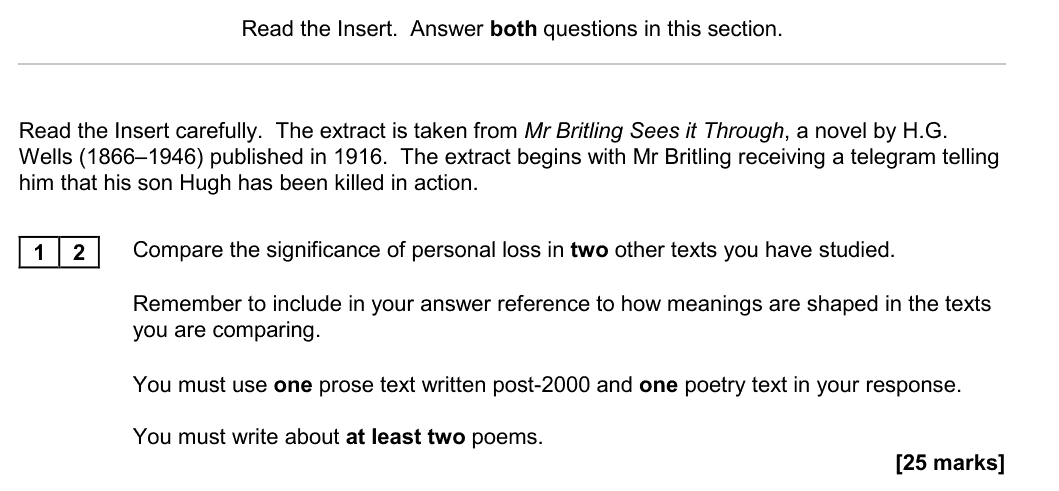 Read the Insert.  Answer both questions in this section.
Read the Insert carefully.  The extract is taken from Mr Britling Sees it Through, a novel by H.G.
Wells (1866–1946) published in 1916.  The extract begins with Mr Britling receiving a telegram telling
him that his son Hugh has been killed in action.
1 2 Compare the significance of personal loss in two other texts you have studied.
Remember to include in your answer reference to how meanings are shaped in the texts
you are comparing.
You must use one prose text written post-2000 and one poetry text in your response.
You must write about at least two poems.
[25 marks]